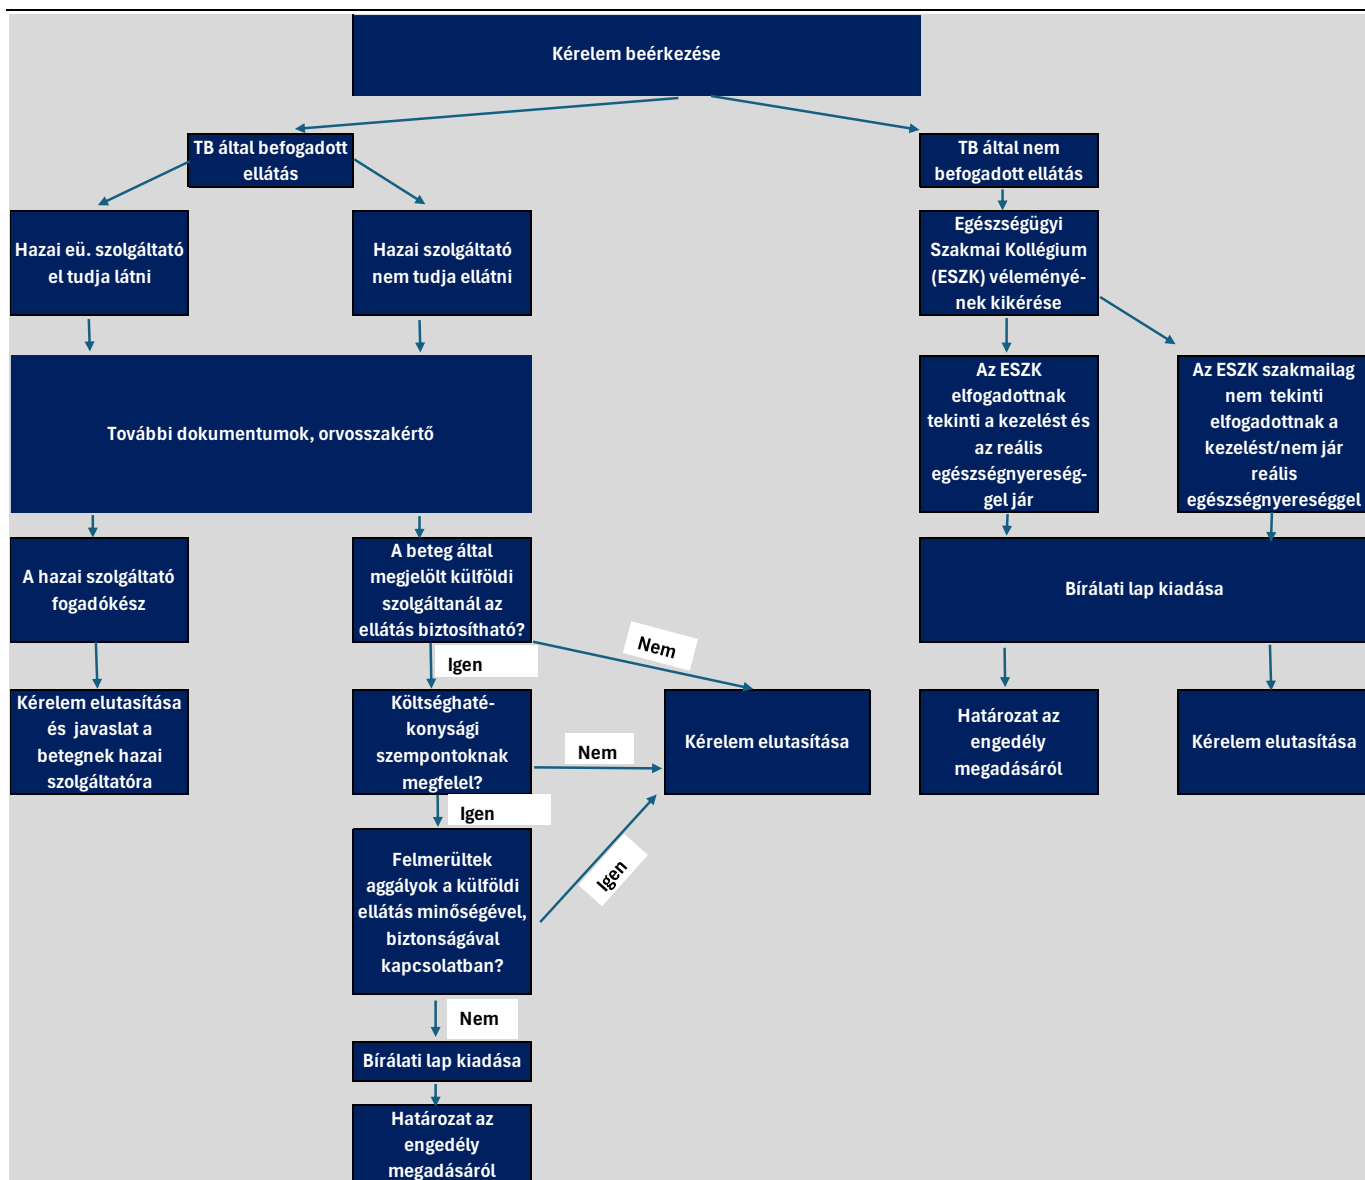 Kérelem beérkezése
TB által befogadott
ellátás
TB által nem
befogadott ellátás
Hazai eü. szolgáltató
el tudja látni
Hazai szolgáltató
nem tudja ellátni
Egészségügyi
Szakmai Kollégium
(ESZK) véleményé-
nek kikérése
További dokumentumok, orvosszakértő
Az ESZK
elfogadottnak
tekinti a kezelést és
az reális
egészségnyereség-
gel jár
Az ESZK szakmailag
nem tekinti
elfogadottnak a
kezelést/nem jár
reális
egészségnyereséggel
A hazai szolgáltató
fogadókész
A beteg által
megjelölt külföldi
szolgáltanál az
ellátás biztosítható?
Bírálati lap kiadása
Nem
Igen
Kérelem elutasítása
és javaslat a
betegnek hazai
szolgáltatóra
Költséghaté-
konysági
szempontoknak
megfelel?
Nem
Kérelem elutasítása
Határozat az
engedély
megadásáról
Kérelem elutasítása
Igen
Felmerültek
aggályok a külföldi
ellátás minőségével,
biztonságával
kapcsolatban?
Igen
Nem
Bírálati lap kiadása
Határozat az
engedély
megadásáról